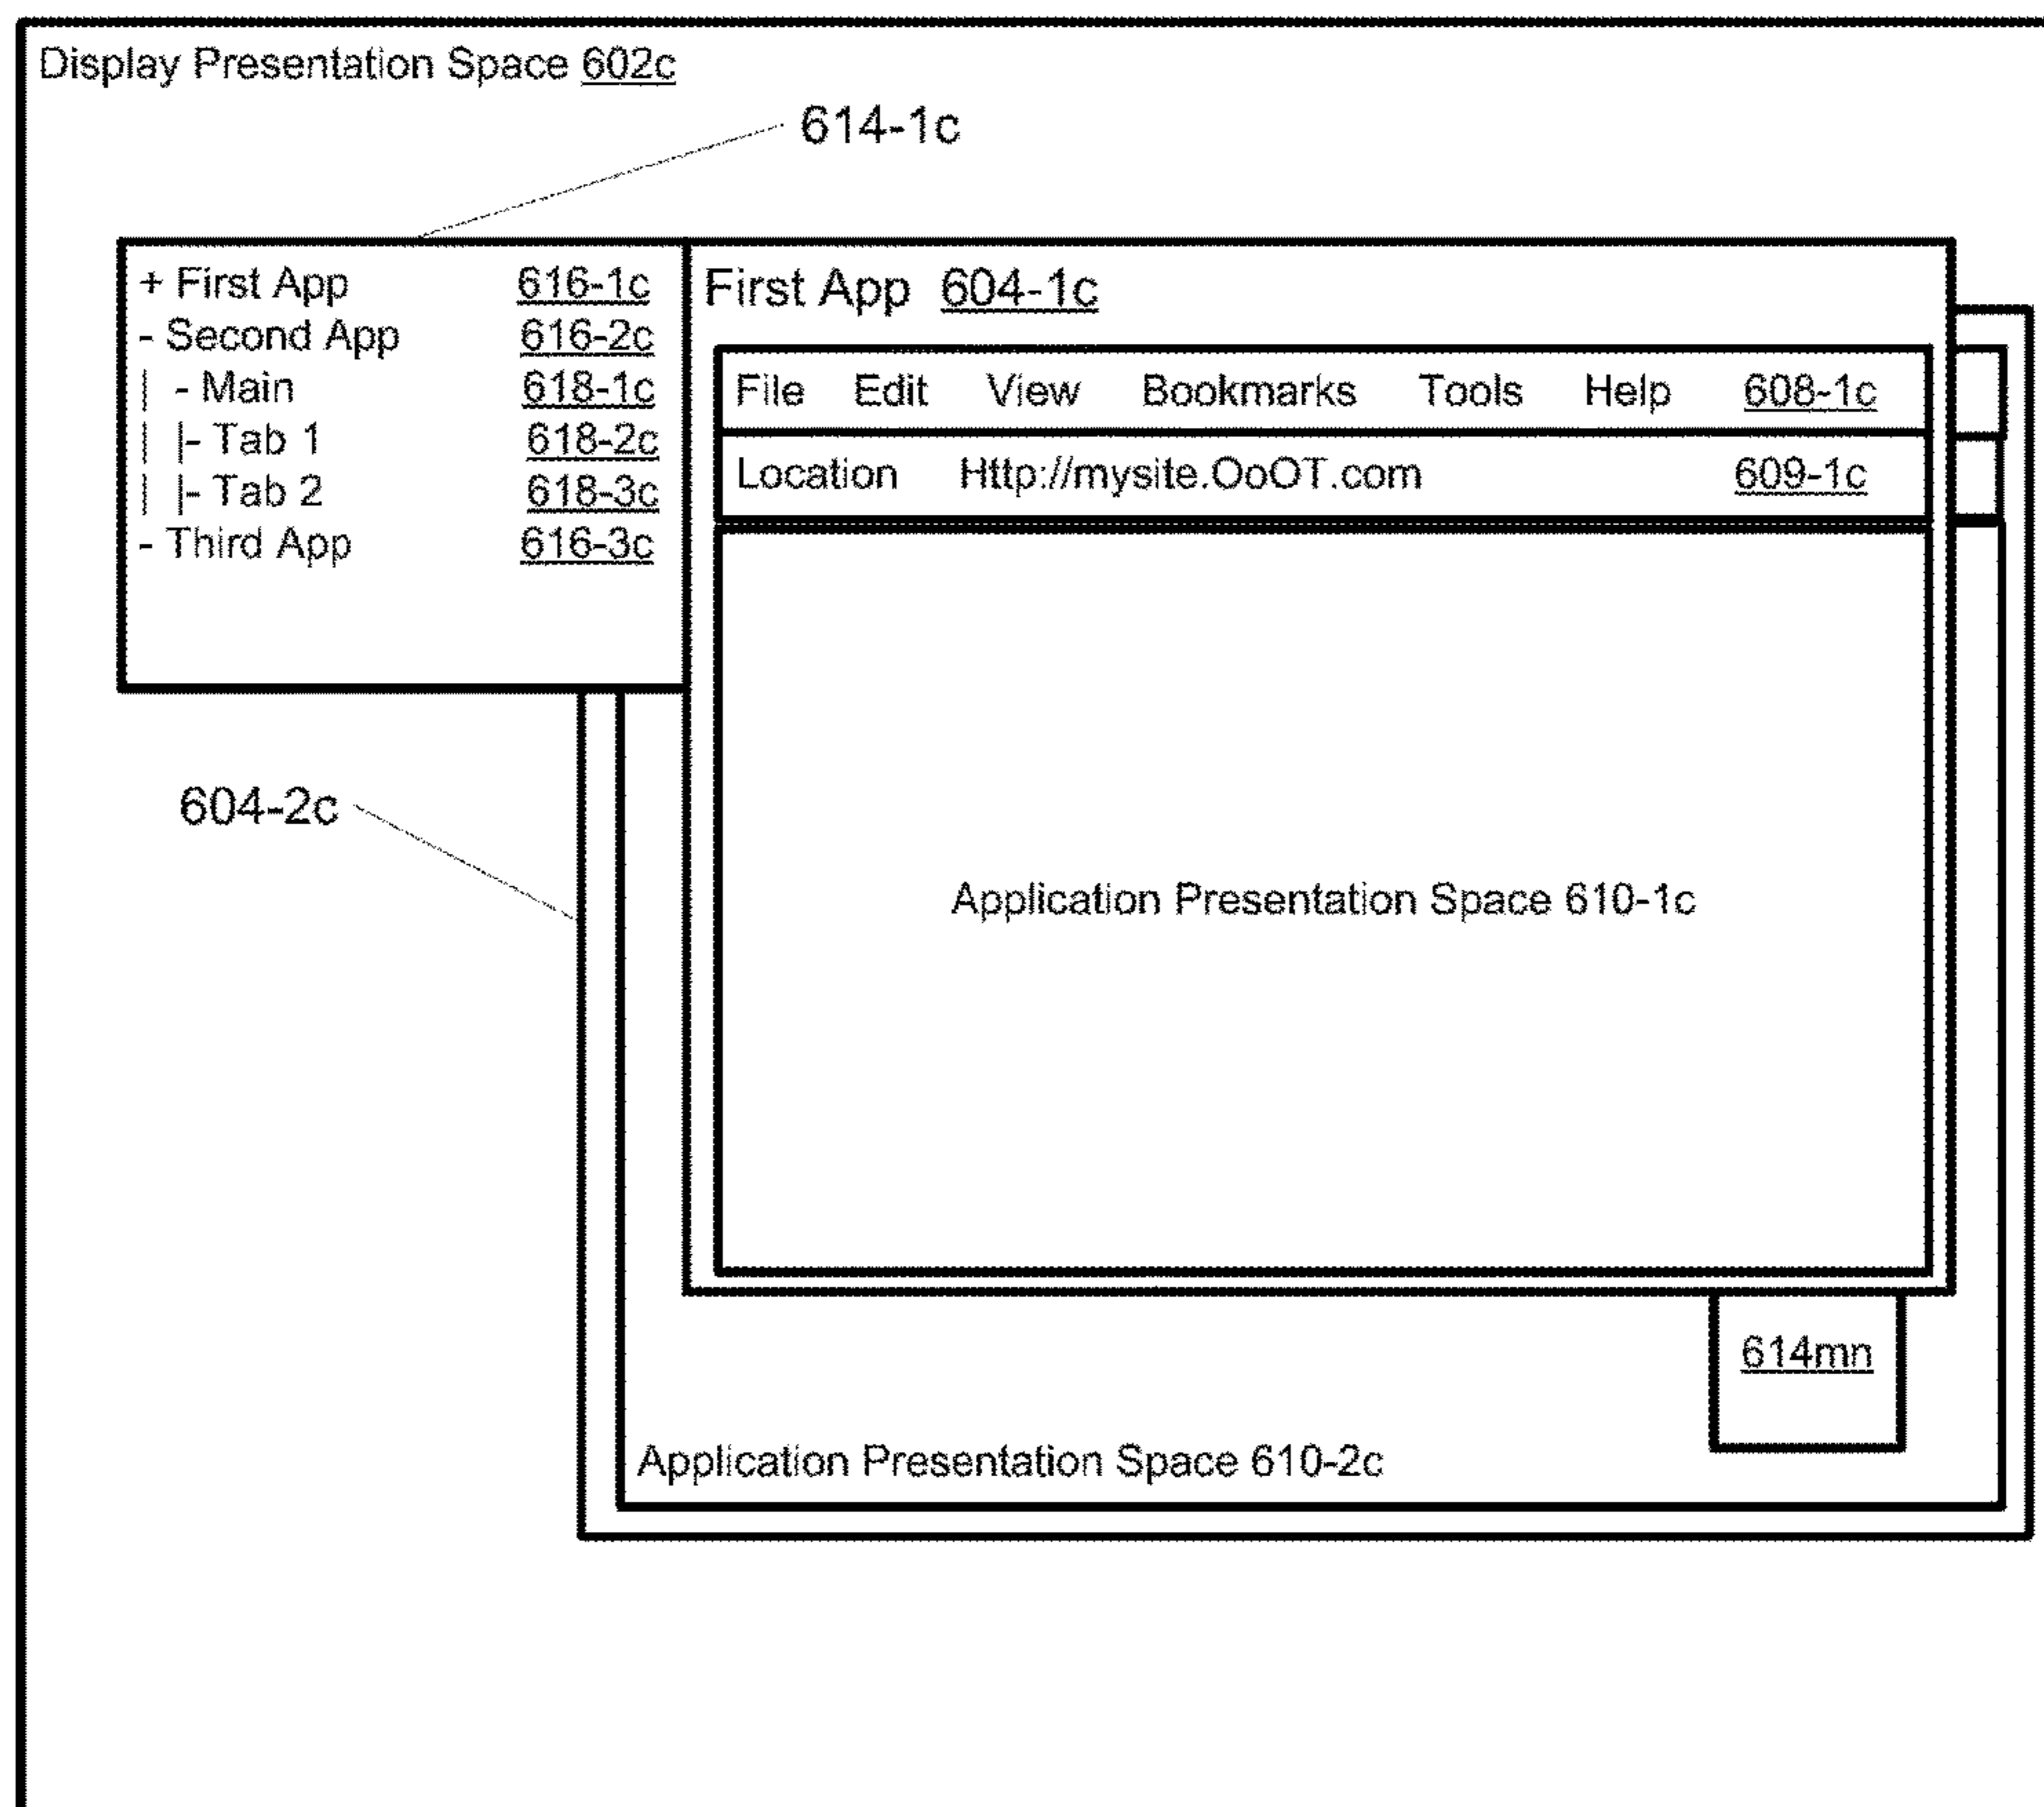 Display Presentation Space 602c
614-1c
+ First App 616-1c
- Second App 616-2c
| - Main 618-1c
| |- Tab 1 618-2c
| |- Tab 2 618-3c
- Third App 616-3c
First App 604-1c
File Edit View Bookmarks Tools Help 608-1c
Location Http://mysite.OoOT.com 609-1c
604-2c
Application Presentation Space 610-1c
614mn
Application Presentation Space 610-2c